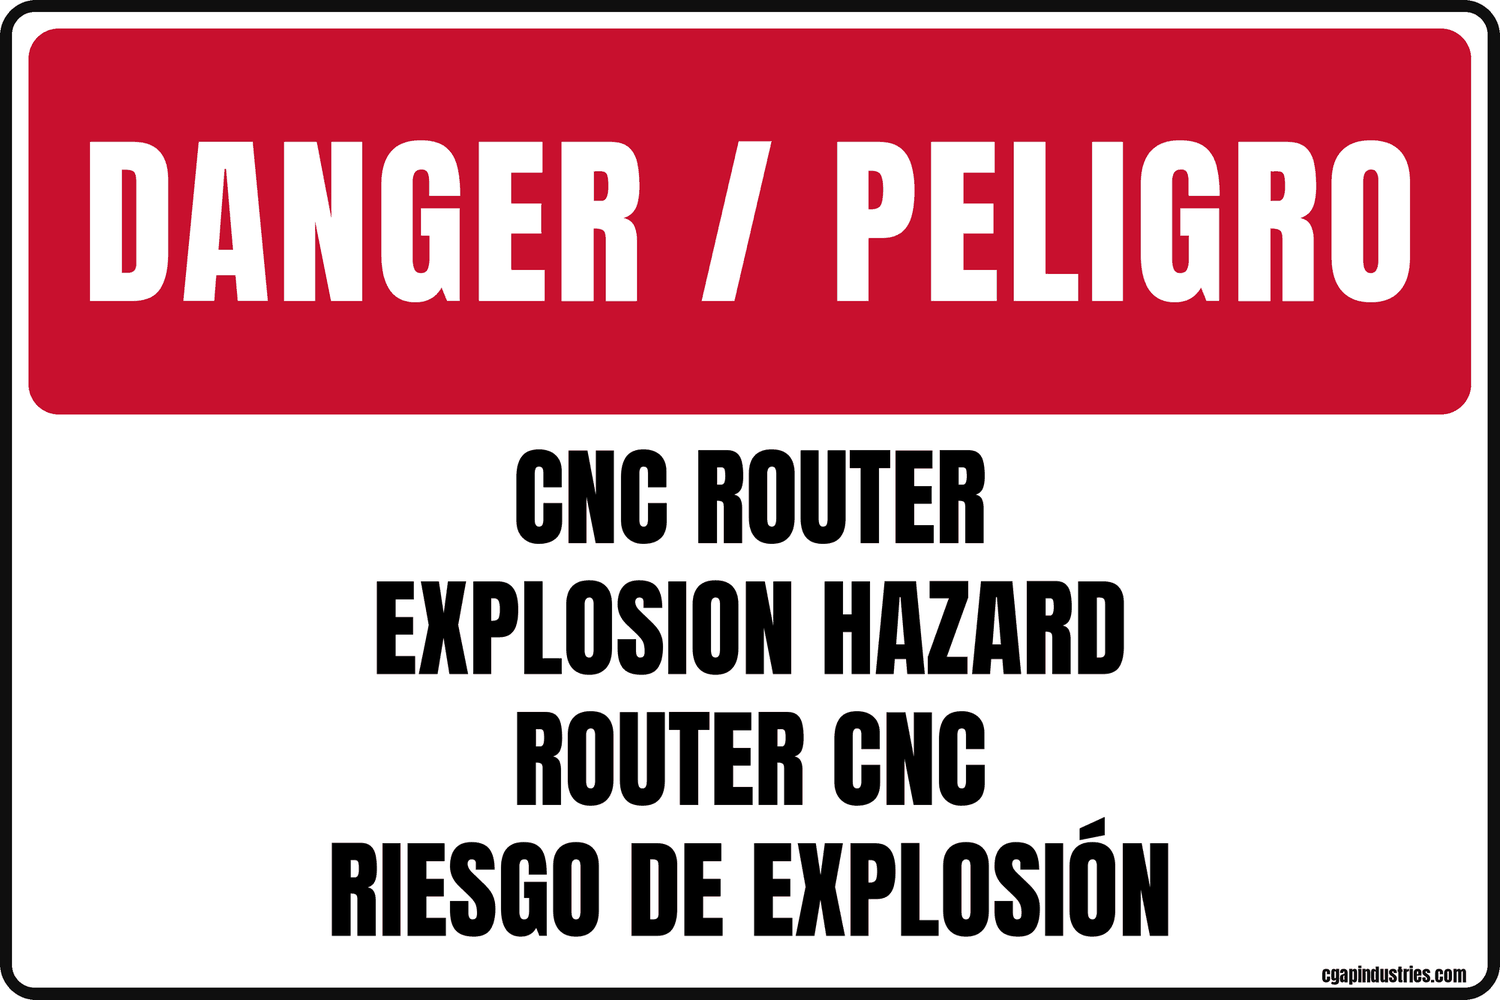 DANGER / PELIGRO
CNC ROUTER
EXPLOSION HAZARD
ROUTER CNC
RIESGO DE EXPLOSIÓN
cgapindustries.com